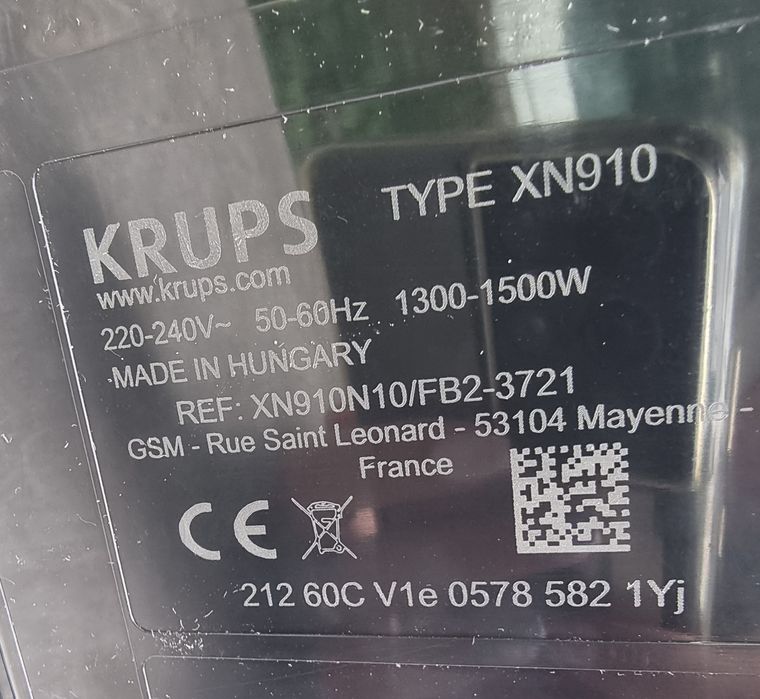 TYPE XN910
KRUPS
www.krups.com
220-240V~ 50-60Hz 1300-1500W
MADE IN HUNGARY
REF: XN910N10/FB2-3721
GSM - Rue Saint Leonard - 53104 Mayenne -
France
CE
212 60C V1e 0578 582 1Yj